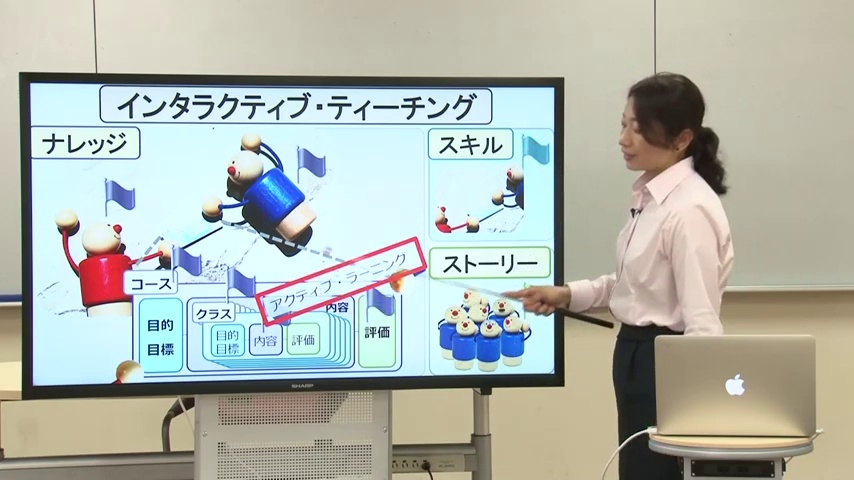 インタラクティブ・ティーチング
ナレッジ
スキル
ストーリー
アクティブ・ラーニング
コース
目的
目標
クラス
目的
目標
内容
評価
内容
評価
SHARP